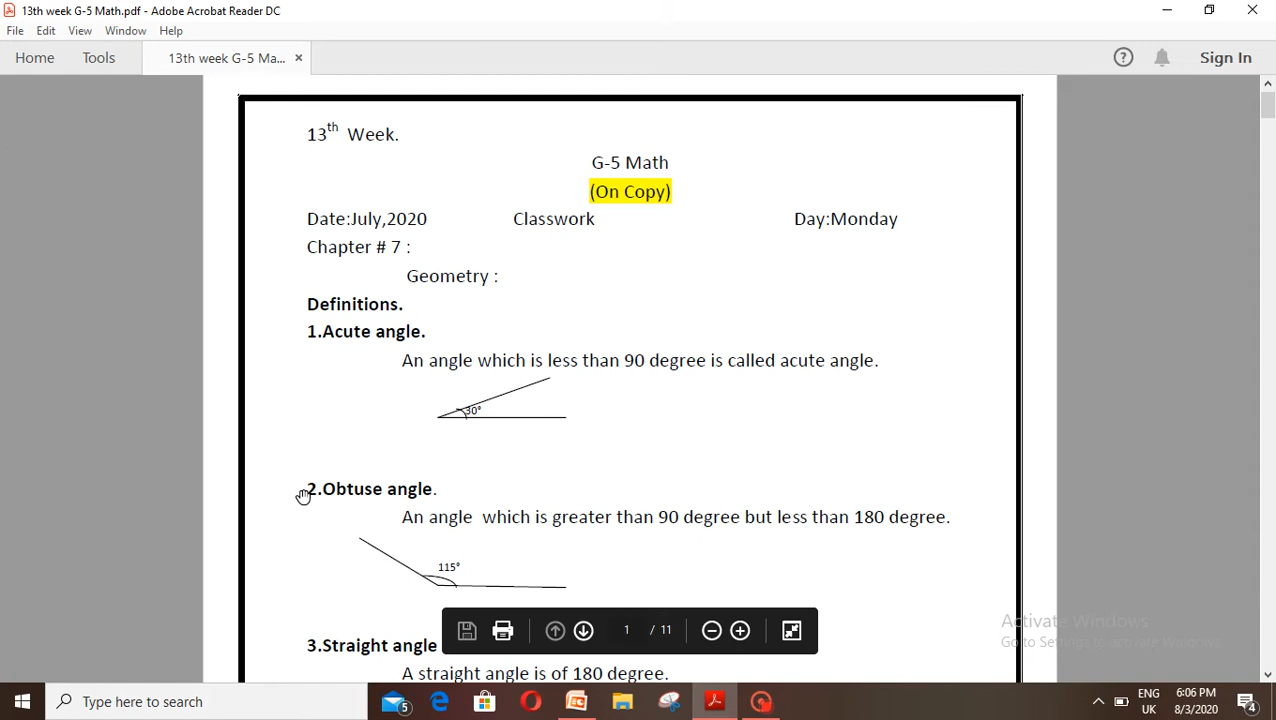 13th week G-5 Math.pdf - Adobe Acrobat Reader DC
File Edit View Window Help
Home Tools 13th week G-5 Ma... × Sign In
13th Week.
G-5 Math
(On Copy)
Date:July,2020 Classwork Day:Monday
Chapter # 7 :
Geometry :
Definitions.
1.Acute angle.
An angle which is less than 90 degree is called acute angle.
30°
2.Obtuse angle.
An angle which is greater than 90 degree but less than 180 degree.
115°
1 / 11
Activate Windows
Go to Settings to activate Windows.
3.Straight angle
A straight angle is of 180 degree.
Type here to search
5
ENG 6:06 PM
UK 8/3/2020
4